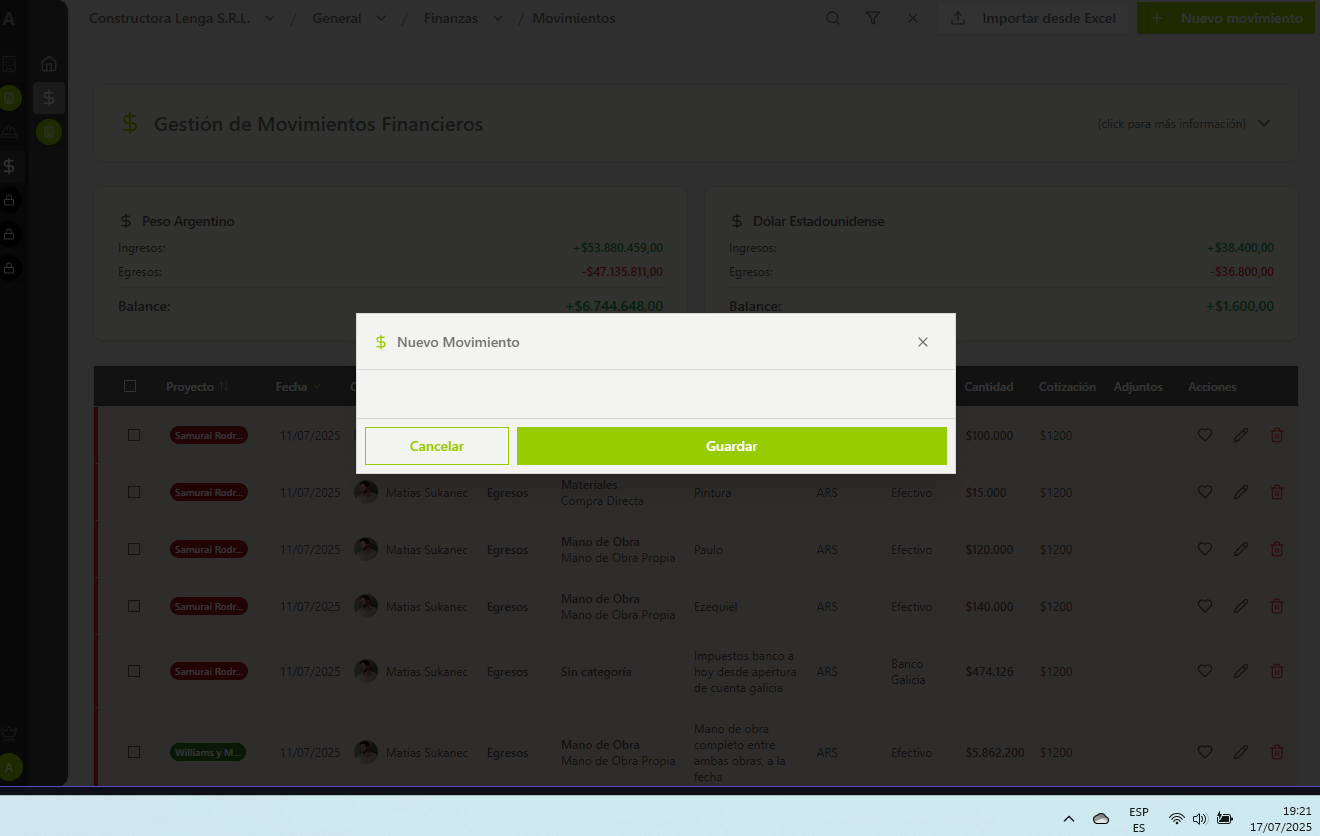 A
Constructora Lenga S.R.L. / General / Finanzas / Movimientos
Importar desde Excel
+ Nuevo movimiento
$ Gestión de Movimientos Financieros
(click para más información)
$ Peso Argentino
Ingresos: +$53.880.459,00
Egresos: -$47.135.811,00
Balance: +$6.744.648,00
$ Dólar Estadounidense
Ingresos: +$38.400,00
Egresos: -$36.800,00
Balance: +$1.600,00
$ Nuevo Movimiento
Cancelar
Guardar
Proyecto Fecha Cantidad Cotización Adjuntos Acciones
Samurai Rodr... 11/07/2025 $100.000 $1200
Samurai Rodr... 11/07/2025 Matias Sukanec Egresos Materiales
Compra Directa Pintura ARS Efectivo $15.000 $1200
Samurai Rodr... 11/07/2025 Matias Sukanec Egresos Mano de Obra
Mano de Obra Propia Paulo ARS Efectivo $120.000 $1200
Samurai Rodr... 11/07/2025 Matias Sukanec Egresos Mano de Obra
Mano de Obra Propia Ezequiel ARS Efectivo $140.000 $1200
Samurai Rodr... 11/07/2025 Matias Sukanec Egresos Sin categoría
Impuestos banco a
hoy desde apertura
de cuenta galicia
ARS
Banco
Galicia
$474.126 $1200
Williams y M... 11/07/2025 Matias Sukanec Egresos Mano de Obra
Mano de Obra Propia
Mano de obra
completo entre
ambas obras, a la
fecha
ARS Efectivo $5.862.200 $1200
A
ESP
ES
19:21
17/07/2025